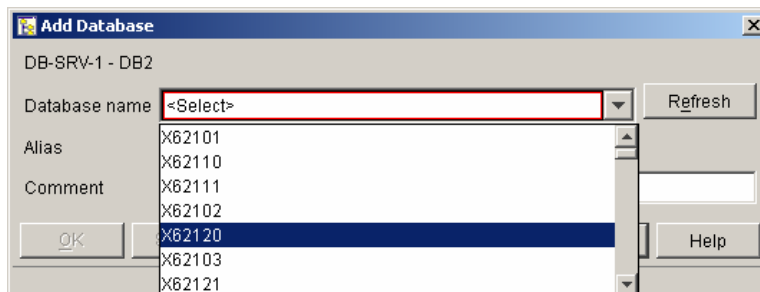 Add Database
DB-SRV-1 - DB2
Database name <Select> Refresh
X62101
Alias
X62110
X62111
Comment
X62102
OK X62120 Help
X62103
X62121